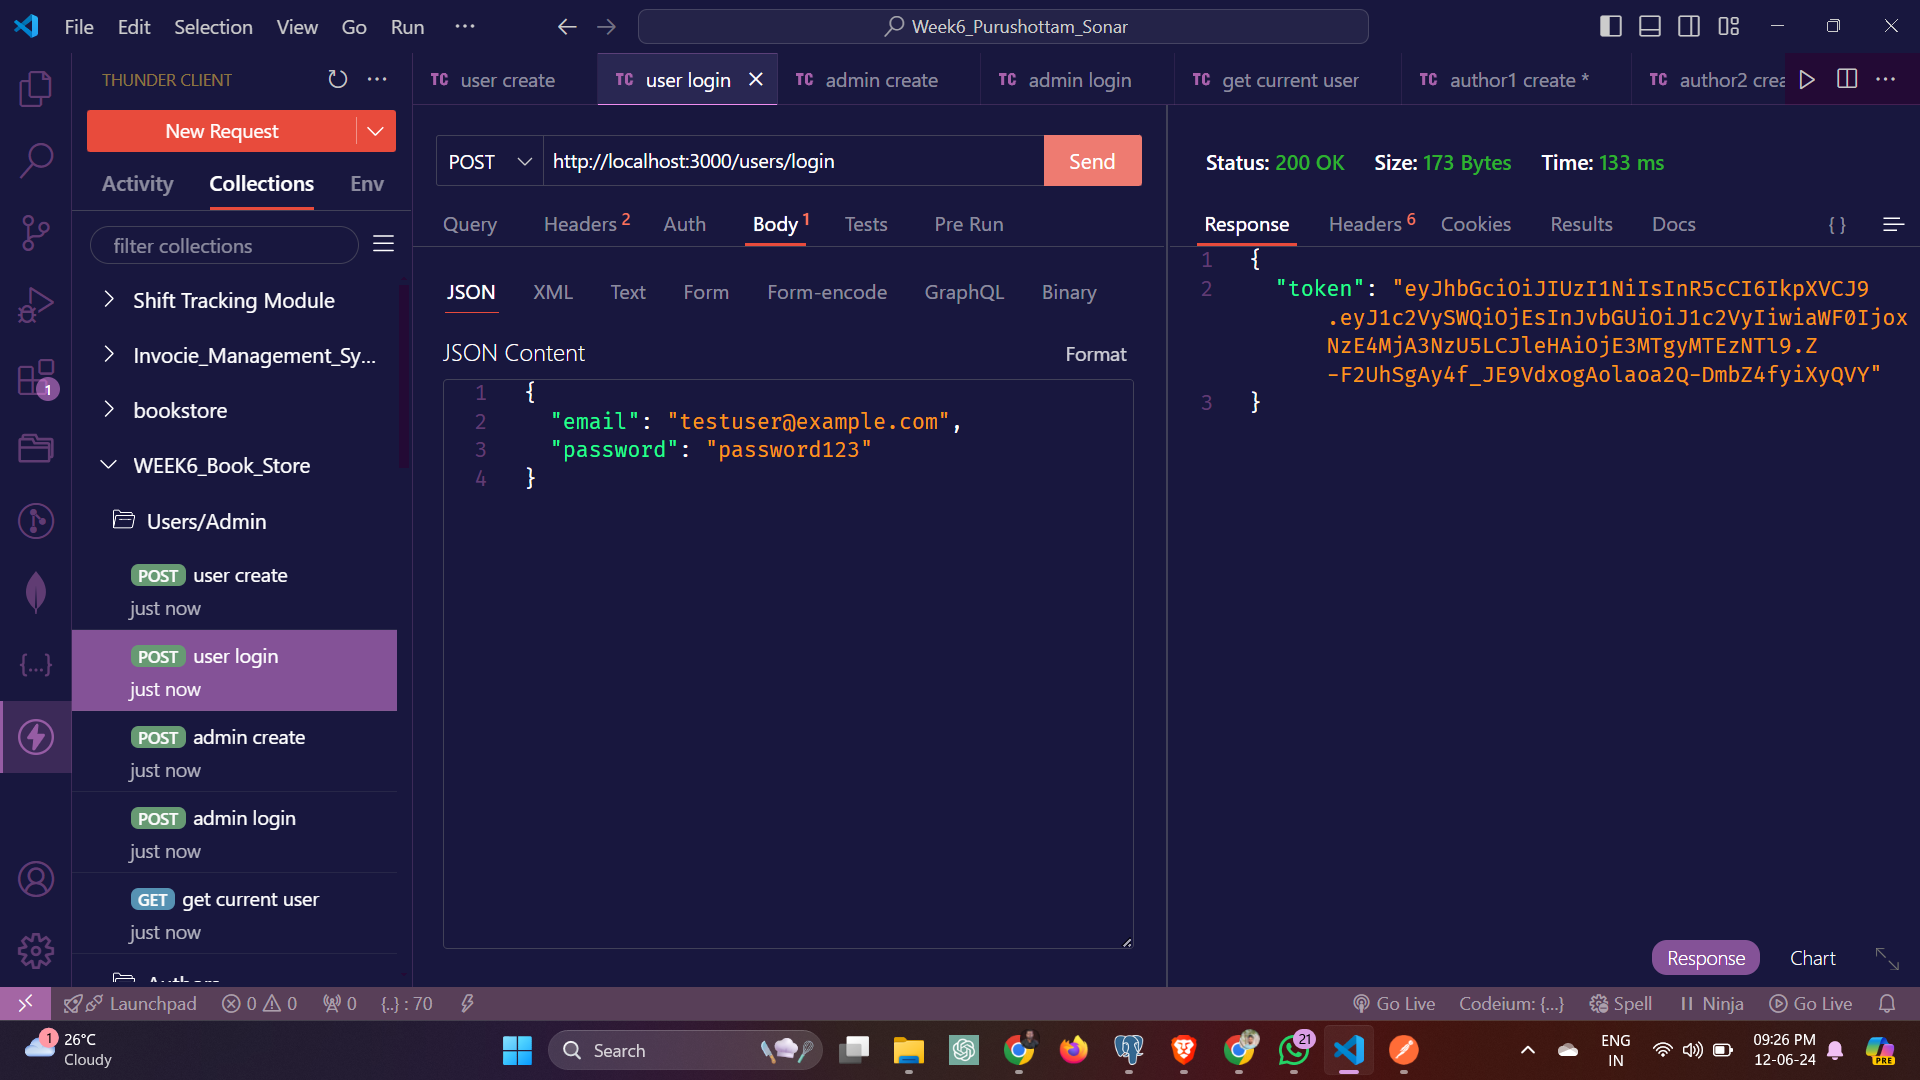 File Edit Selection View Go Run ···
Week6_Purushottam_Sonar
THUNDER CLIENT
New Request
Activity Collections Env
filter collections
Shift Tracking Module
Invocie_Management_Sy...
bookstore
WEEK6_Book_Store
Users/Admin
POST user create
just now
POST user login
just now
POST admin create
just now
POST admin login
just now
GET get current user
just now
Authors
1
TC user create TC user login TC admin create TC admin login TC get current user TC author1 create * TC author2 crea
POST http://localhost:3000/users/login Send
Query Headers 2 Auth Body 1 Tests Pre Run
JSON XML Text Form Form-encode GraphQL Binary
JSON Content Format
1 {
2 "email": "testuser@example.com",
3 "password": "password123"
4 }
Status: 200 OK Size: 173 Bytes Time: 133 ms
Response Headers 6 Cookies Results Docs { }
1 {
2 "token": "eyJhbGciOiJIUzI1NiIsInR5cCI6IkpXVCJ9
.eyJ1c2VySWQiOjEsInJvbGUiOiJ1c2VyIiwiaWF0Ijox
NzE4MjA3NzU5LCJleHAiOjE3MTgyMTEzNTl9.Z
-F2UhSgAy4f_JE9VdxogAolaoa2Q-DmbZ4fyiXyQVY"
3 }
Response Chart
Launchpad 0 0 0 {..} : 70 Go Live Codeium: {...} Spell Ninja Go Live
1 26°C
Cloudy
Search
21
ENG
IN
09:26 PM
12-06-24
PRE